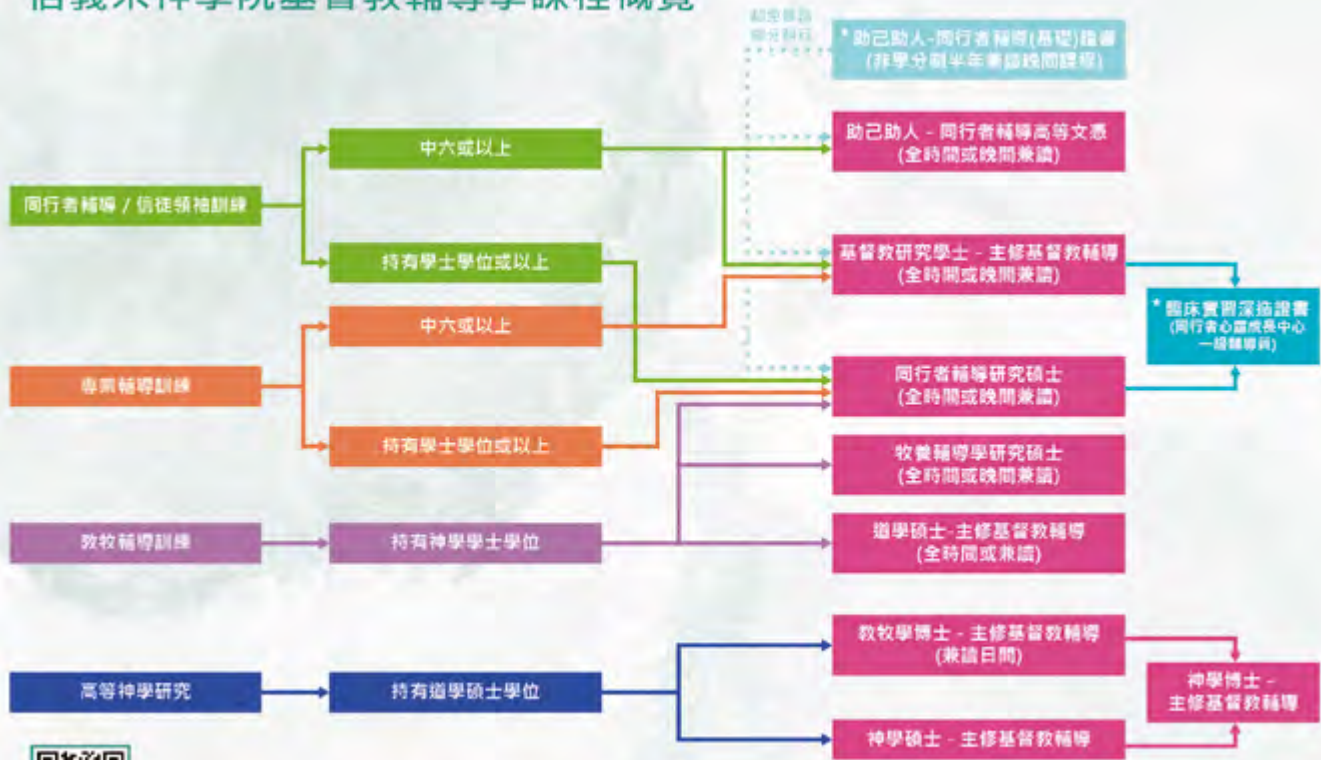 信義宗神學院基督教輔導學課程概覽
部分科目
* 助己助人-同行者輔導(基礎)證書
(非學分制半年兼讀晚間課程)
中六或以上
助己助人 - 同行者輔導高等文憑
(全時間或晚間兼讀)
同行者輔導 / 信徒領袖訓練
持有學士學位或以上
基督教研究學士 - 主修基督教輔導
(全時間或晚間兼讀)
* 臨床實習深造證書
(同行者心靈成長中心
一級輔導員)
中六或以上
專業輔導訓練
同行者輔導研究碩士
(全時間或晚間兼讀)
持有學士學位或以上
牧養輔導學研究碩士
(全時間或晚間兼讀)
教牧輔導訓練
持有神學學士學位
道學碩士-主修基督教輔導
(全時間或兼讀)
教牧學博士 - 主修基督教輔導
(兼讀日間)
高等神學研究
持有道學碩士學位
神學博士 -
主修基督教輔導
神學碩士 - 主修基督教輔導